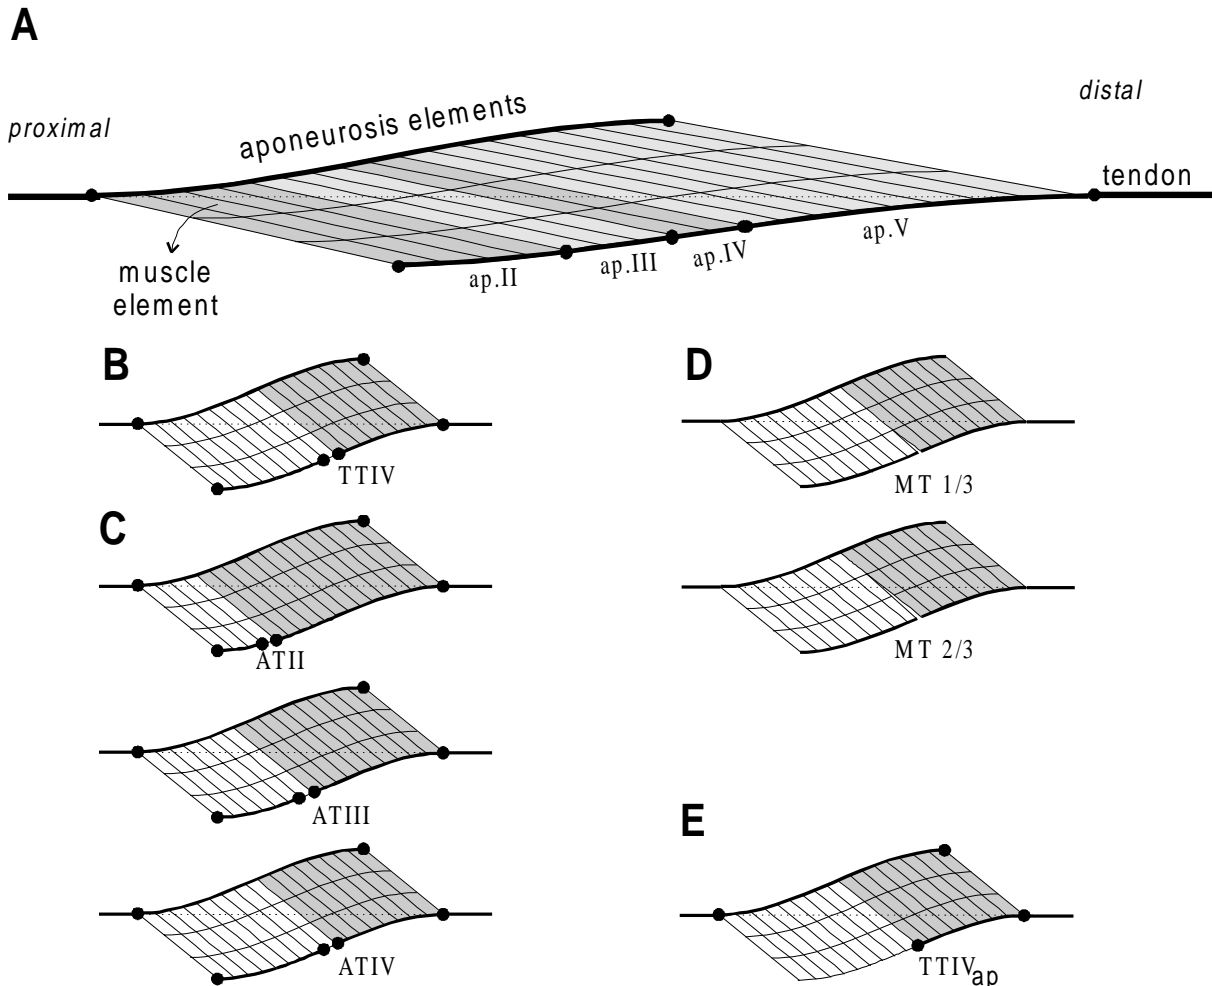 A
distal
proximal
aponeurosis elements
tendon
ap.V
ap.IV
ap.III
ap.II
muscle
element
B
D
TTIV
MT 1/3
C
ATII
MT 2/3
ATIII
E
ATIV
TTIVap